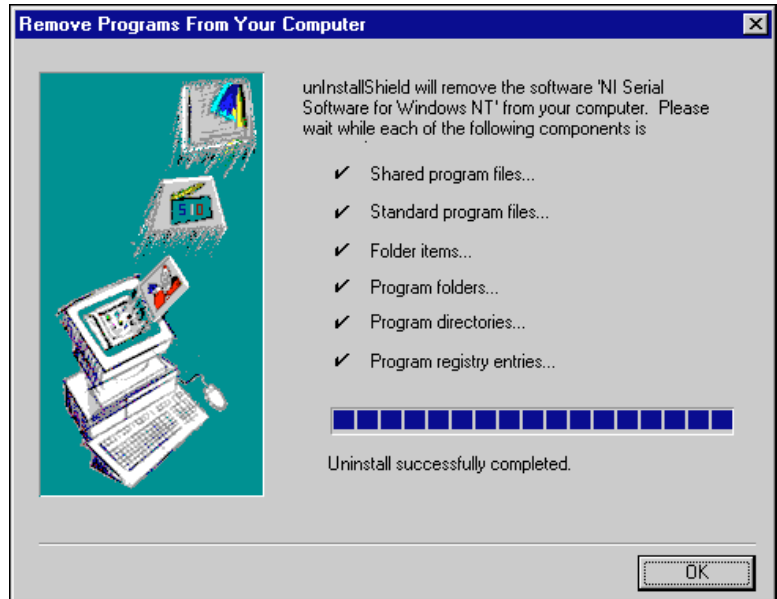 Remove Programs From Your Computer
unInstallShield will remove the software 'NI Serial
Software for Windows NT' from your computer.  Please
wait while each of the following components is
Shared program files...
Standard program files...
Folder items...
Program folders...
Program directories...
Program registry entries...
Uninstall successfully completed.
OK